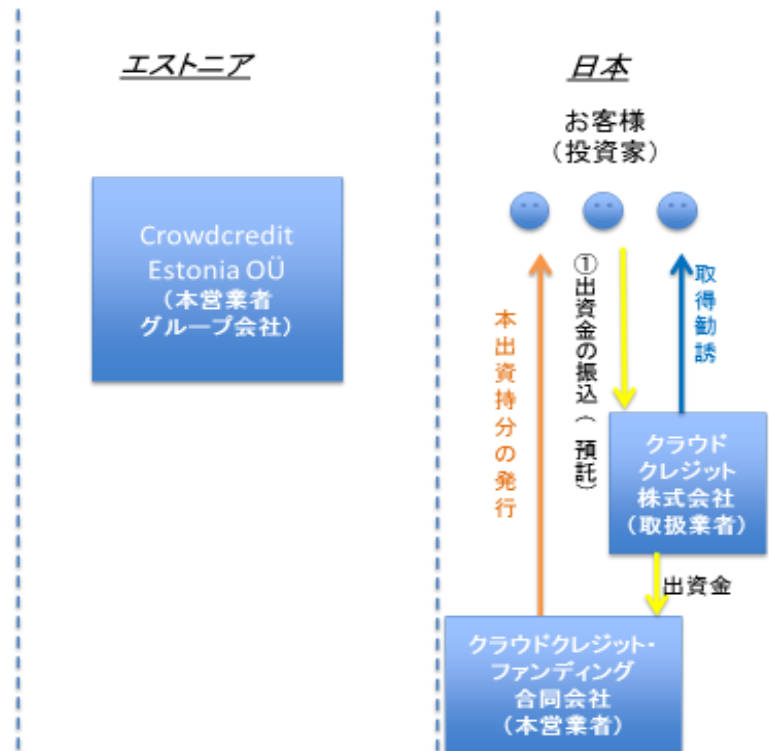 エストニア
日本
お客様
（投資家）
Crowdcredit
Estonia OÜ
（本営業者
グループ会社）
本出資持分の発行
①出資金の振込（ 預託）
取得勧誘
クラウド
クレジット
株式会社
（取扱業者）
出資金
クラウドクレジット・
ファンディング
合同会社
（本営業者）